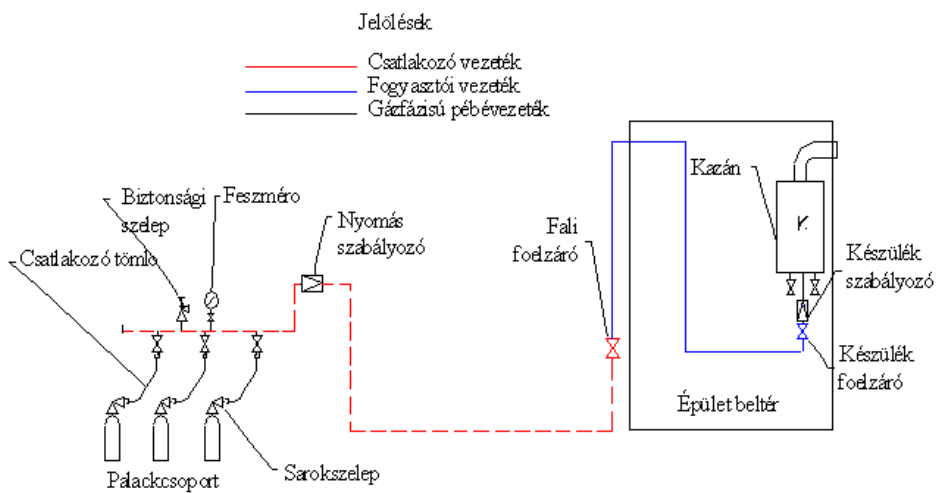 Jelölések
Csatlakozó vezeték
Fogyasztói vezeték
Gázfázisú pébévezeték
Biztonsági
szelep
Feszméro
Csatlakozó tömlo
Nyomás
szabályozó
Fali
foelzáró
Kazán
K
Készülék
szabályozó
Készülék
foelzáró
Épület beltér
Sarokszelep
Palackcsoport